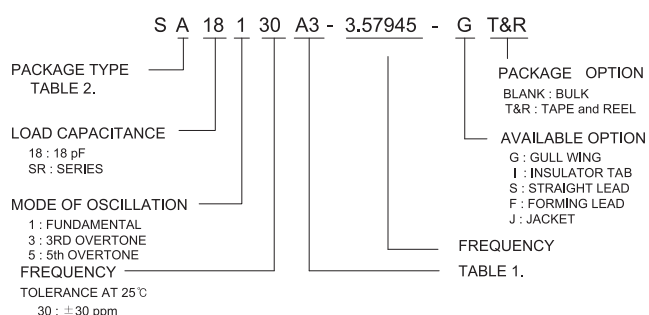 S A 18 1 30 A3 - 3.57945 - G T&R
PACKAGE TYPE
TABLE 2.
LOAD CAPACITANCE
18 : 18 pF
SR : SERIES
MODE OF OSCILLATION
1 : FUNDAMENTAL
3 : 3RD OVERTONE
5 : 5th OVERTONE
FREQUENCY
TOLERANCE AT 25℃
30 : ±30 ppm
PACKAGE OPTION
BLANK : BULK
T&R : TAPE and REEL
AVAILABLE OPTION
G : GULL WING
I : INSULATOR TAB
S : STRAIGHT LEAD
F : FORMING LEAD
J : JACKET
FREQUENCY
TABLE 1.